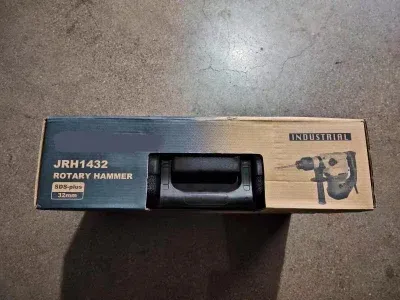 INDUSTRIAL
JRH1432
ROTARY HAMMER
SDS-plus
32mm